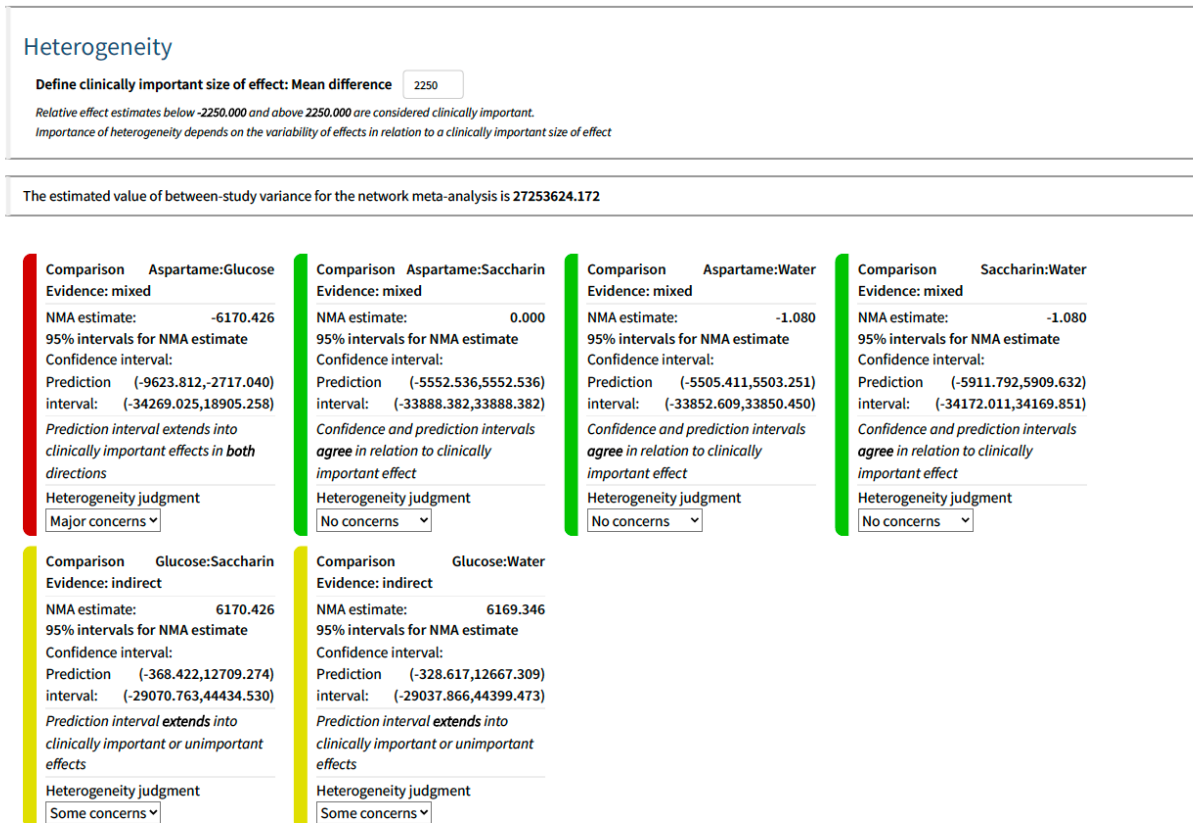 Heterogeneity
Define clinically important size of effect: Mean difference 2250
Relative effect estimates below -2250.000 and above 2250.000 are considered clinically important.
Importance of heterogeneity depends on the variability of effects in relation to a clinically important size of effect
The estimated value of between-study variance for the network meta-analysis is 27253624.172
Comparison Aspartame:Glucose
Evidence: mixed
NMA estimate: -6170.426
95% intervals for NMA estimate
Confidence interval:
Prediction (-9623.812,-2717.040)
interval: (-34269.025,18905.258)
Prediction interval extends into
clinically important effects in both
directions
Heterogeneity judgment
Major concerns
Comparison Aspartame:Saccharin
Evidence: mixed
NMA estimate: 0.000
95% intervals for NMA estimate
Confidence interval:
Prediction (-5552.536,5552.536)
interval: (-33888.382,33888.382)
Confidence and prediction intervals
agree in relation to clinically
important effect
Heterogeneity judgment
No concerns
Comparison Aspartame:Water
Evidence: mixed
NMA estimate: -1.080
95% intervals for NMA estimate
Confidence interval:
Prediction (-5505.411,5503.251)
interval: (-33852.609,33850.450)
Confidence and prediction intervals
agree in relation to clinically
important effect
Heterogeneity judgment
No concerns
Comparison Saccharin:Water
Evidence: mixed
NMA estimate: -1.080
95% intervals for NMA estimate
Confidence interval:
Prediction (-5911.792,5909.632)
interval: (-34172.011,34169.851)
Confidence and prediction intervals
agree in relation to clinically
important effect
Heterogeneity judgment
No concerns
Comparison Glucose:Saccharin
Evidence: indirect
NMA estimate: 6170.426
95% intervals for NMA estimate
Confidence interval:
Prediction (-368.422,12709.274)
interval: (-29070.763,44434.530)
Prediction interval extends into
clinically important or unimportant
effects
Heterogeneity judgment
Some concerns
Comparison Glucose:Water
Evidence: indirect
NMA estimate: 6169.346
95% intervals for NMA estimate
Confidence interval:
Prediction (-328.617,12667.309)
interval: (-29037.866,44399.473)
Prediction interval extends into
clinically important or unimportant
effects
Heterogeneity judgment
Some concerns